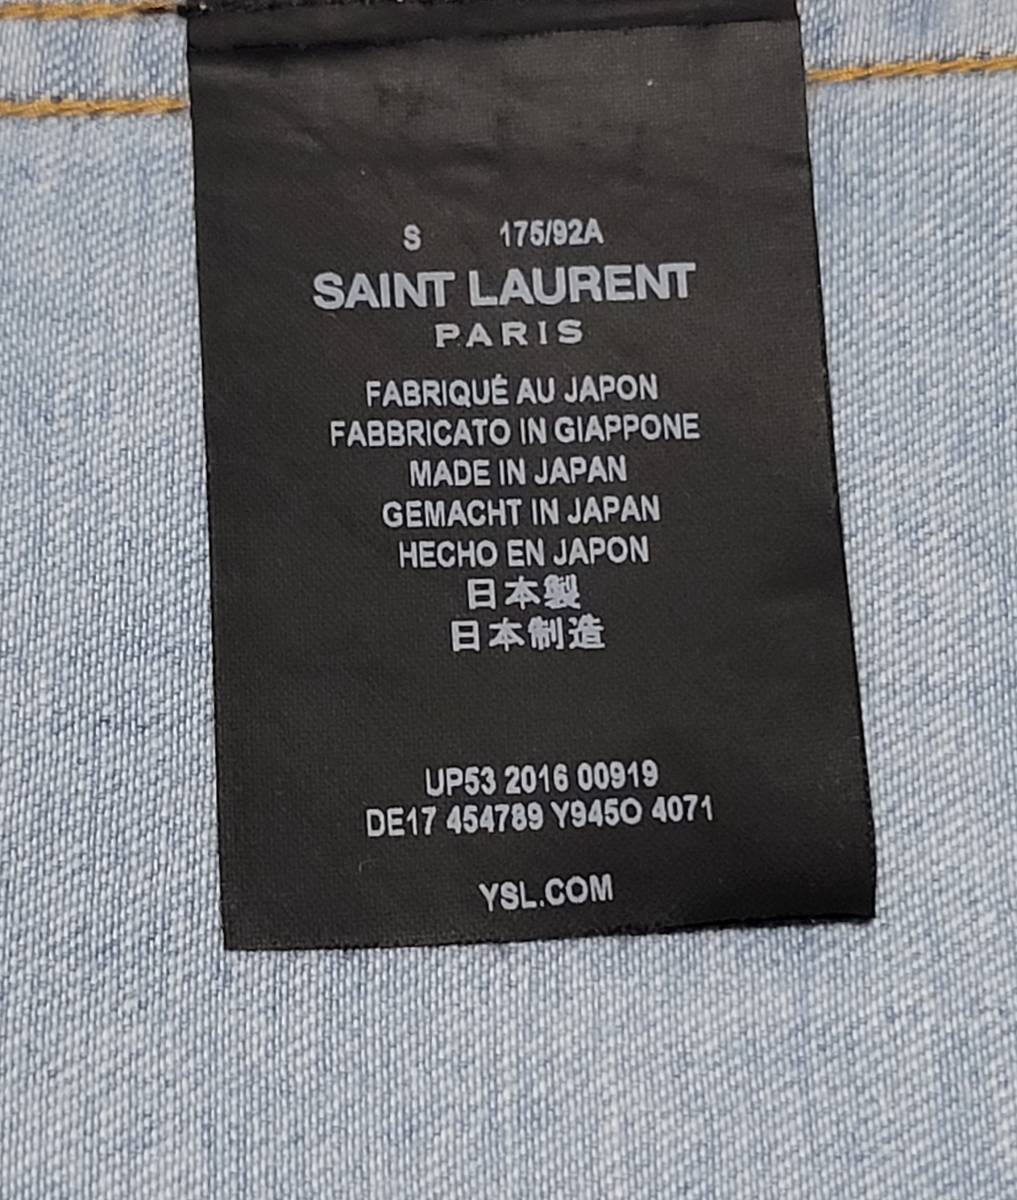 S 175/92A
SAINT LAURENT
PARIS
FABRIQUÉ AU JAPON
FABBRICATO IN GIAPPONE
MADE IN JAPAN
GEMACHT IN JAPAN
HECHO EN JAPON
日本製
日本制造
UP53 2016 00919
DE17 454789 Y945O 4071
YSL.COM